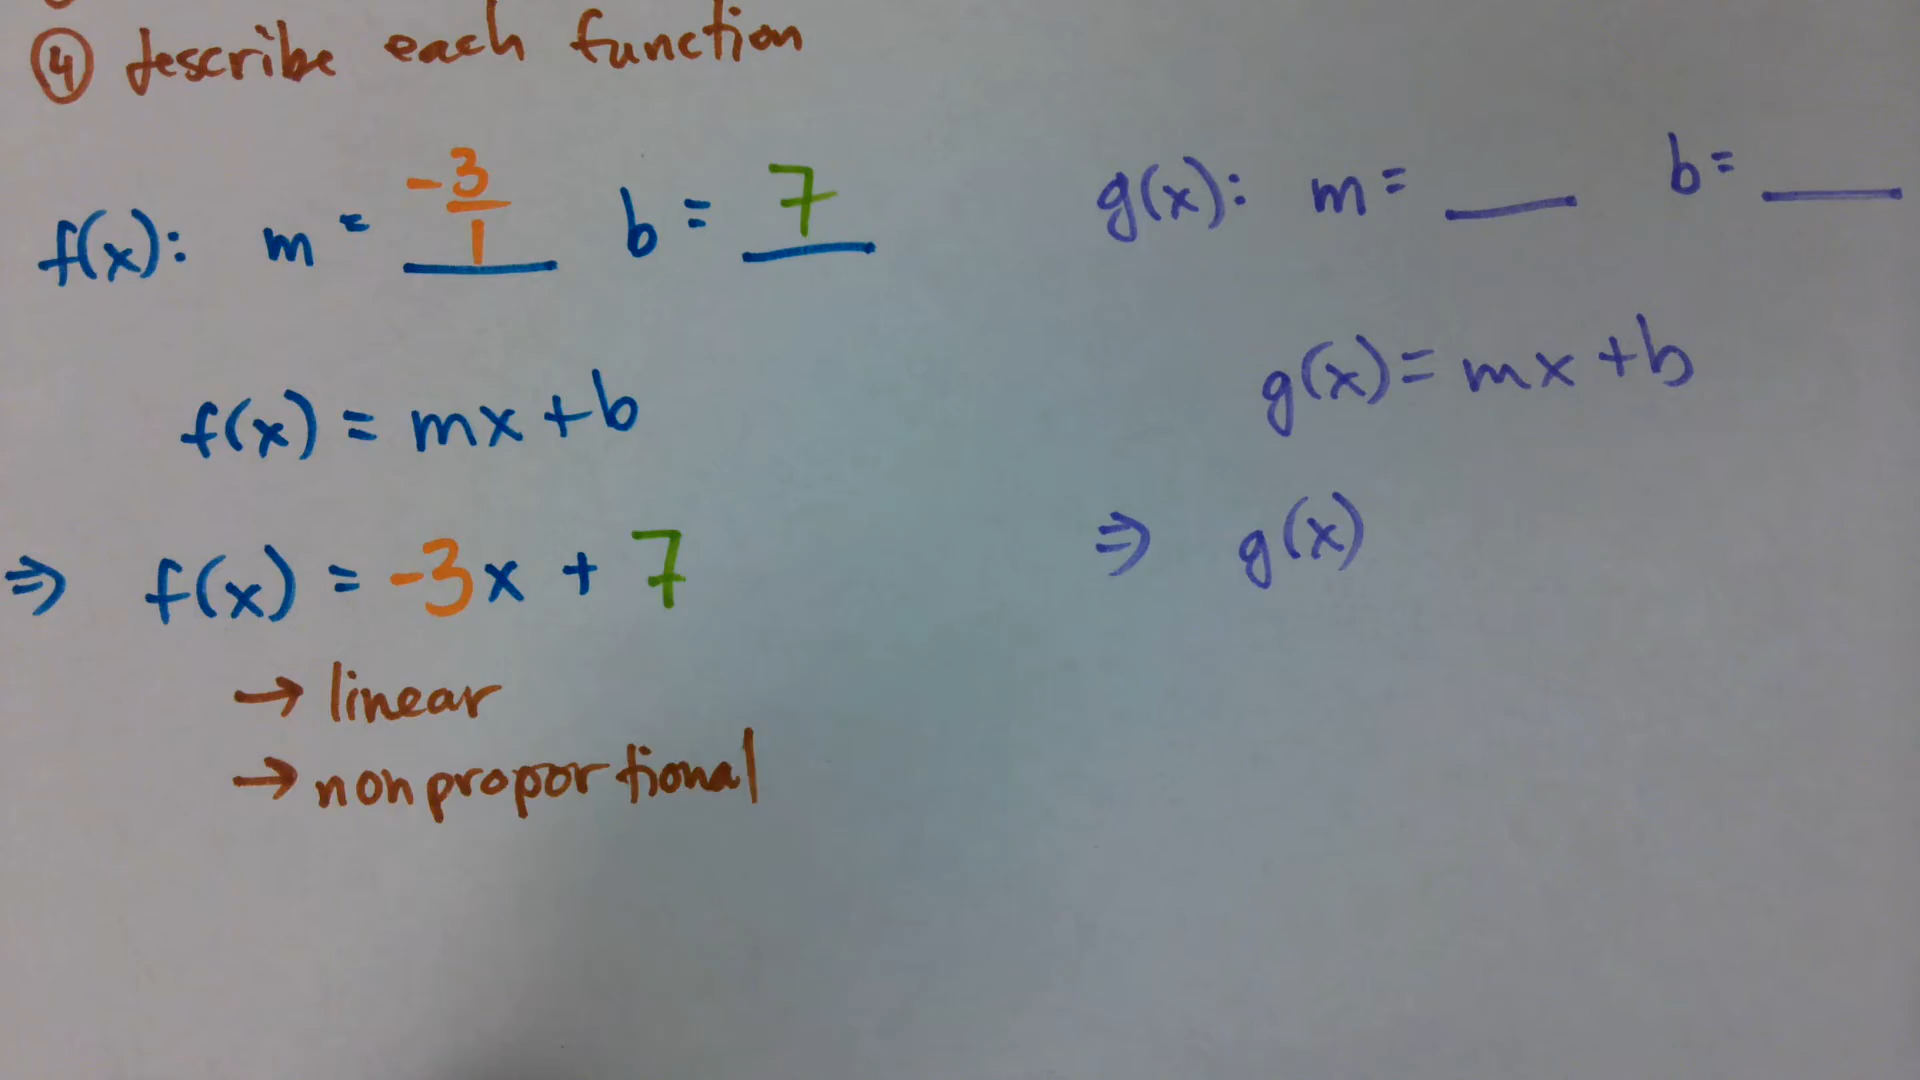 ④ describe each function
f(x): m = -3/1 b = 7
f(x) = mx + b
⇒ f(x) = -3x + 7
→ linear
→ nonproportional
g(x): m = ___ b = ___
g(x) = mx + b
⇒ g(x)